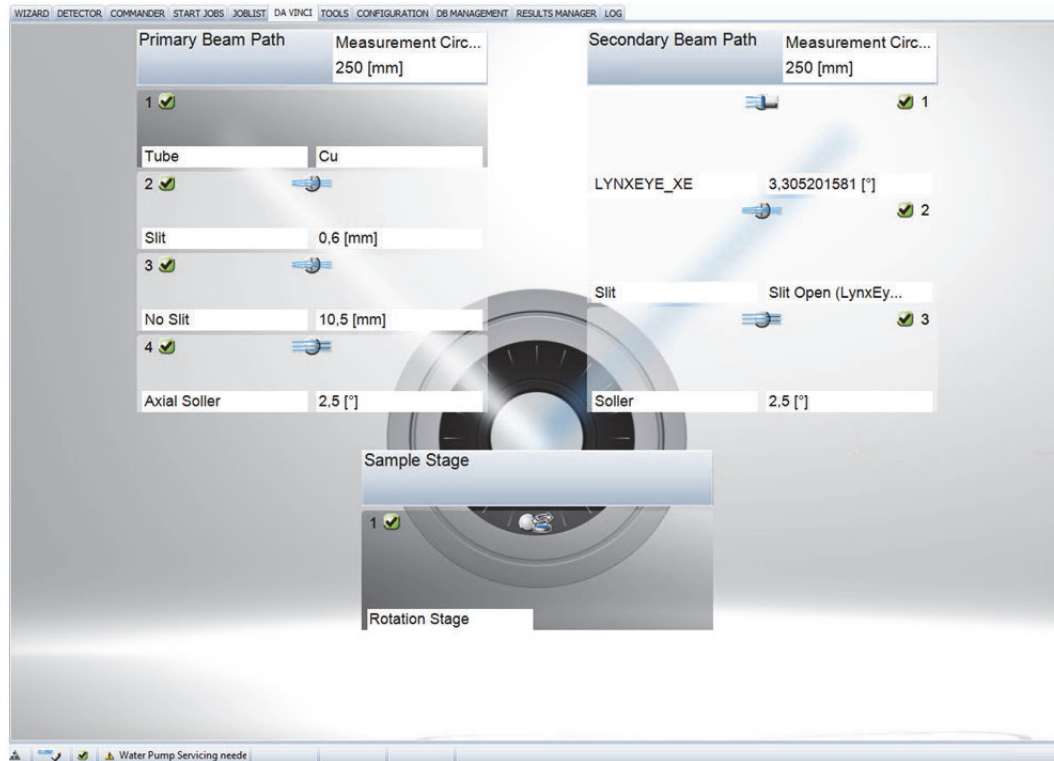 WIZARD DETECTOR COMMANDER START JOBS JOBLIST DA VINCI TOOLS CONFIGURATION DB MANAGEMENT RESULTS MANAGER LOG
Primary Beam Path
Measurement Circ...
250 [mm]
1
Tube Cu
2
Slit 0,6 [mm]
3
No Slit 10,5 [mm]
4
Axial Soller 2,5 [°]
Secondary Beam Path
Measurement Circ...
250 [mm]
1
LYNXEYE_XE 3,305201581 [°]
2
Slit Slit Open (LynxEy...
3
Soller 2,5 [°]
Sample Stage
1
Rotation Stage
CLOSE
Water Pump Servicing neede